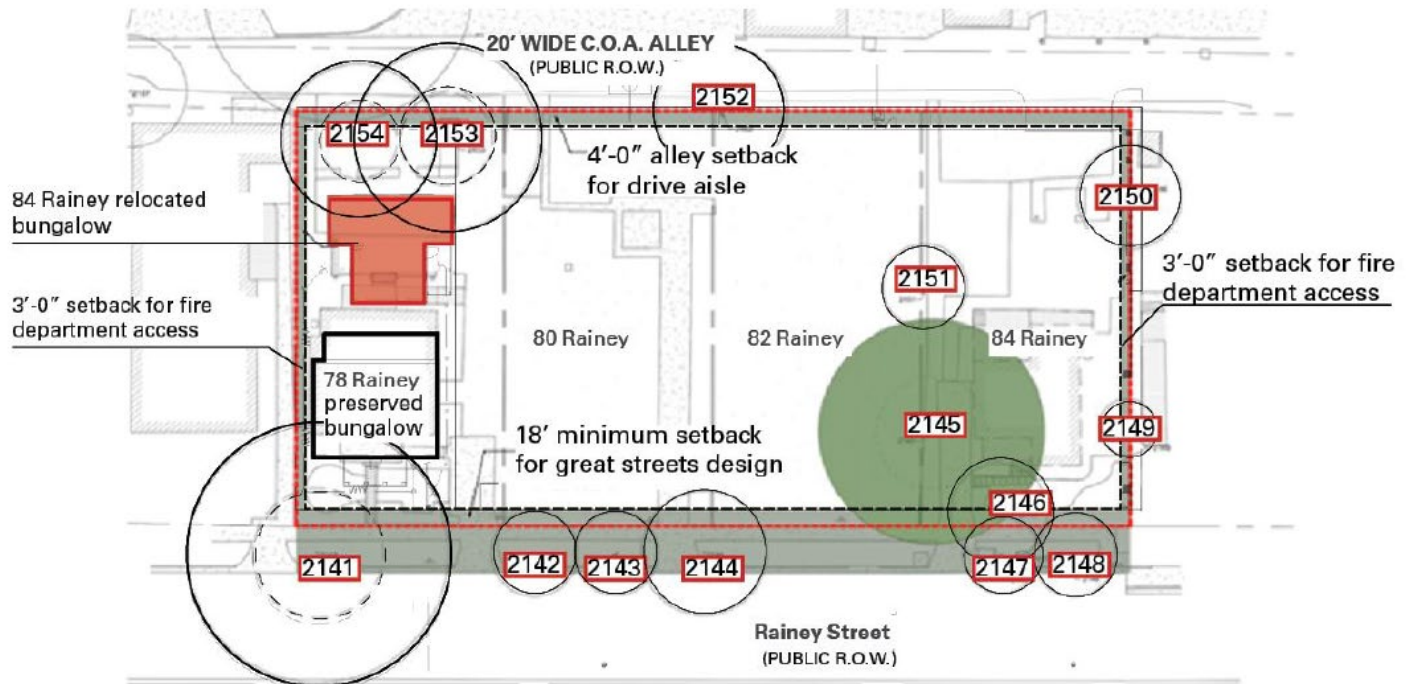 20' WIDE C.O.A. ALLEY
(PUBLIC R.O.W.)
2152
2154
2153
4'-0" alley setback
for drive aisle
84 Rainey relocated
bungalow
2150
3'-0" setback for fire
department access
2151
3'-0" setback for fire
department access
80 Rainey
82 Rainey
84 Rainey
78 Rainey
preserved
bungalow
2145
2149
18' minimum setback
for great streets design
2146
2141
2142
2143
2144
2147
2148
Rainey Street
(PUBLIC R.O.W.)